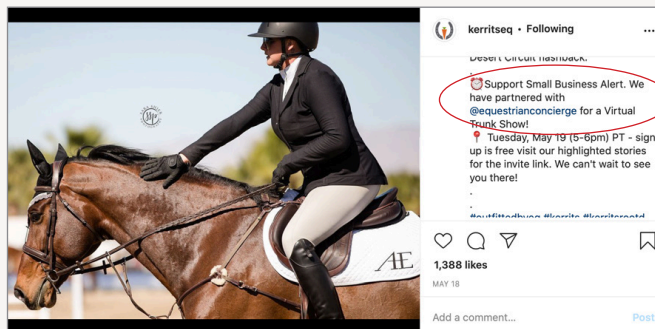 kerritseq • Following
Desert Circuit flashback.
.
⏰Support Small Business Alert. We
have partnered with
@equestrianconcierge for a Virtual
Trunk Show!
📍 Tuesday, May 19 (5-6pm) PT - sign
up is free visit our highlighted stories
for the invite link. We can't wait to see
you there!
.
.
#outfittedbyeq #kerrits #kerritsootd
1,388 likes
MAY 18
Add a comment...
Post
AE